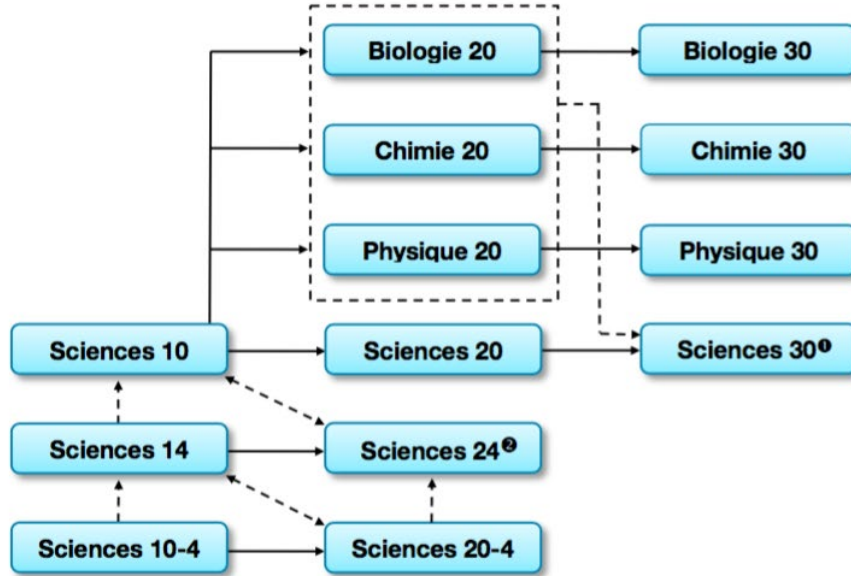 Biologie 20
Biologie 30
Chimie 20
Chimie 30
Physique 20
Physique 30
Sciences 10
Sciences 20
Sciences 30❶
Sciences 14
Sciences 24❷
Sciences 10-4
Sciences 20-4